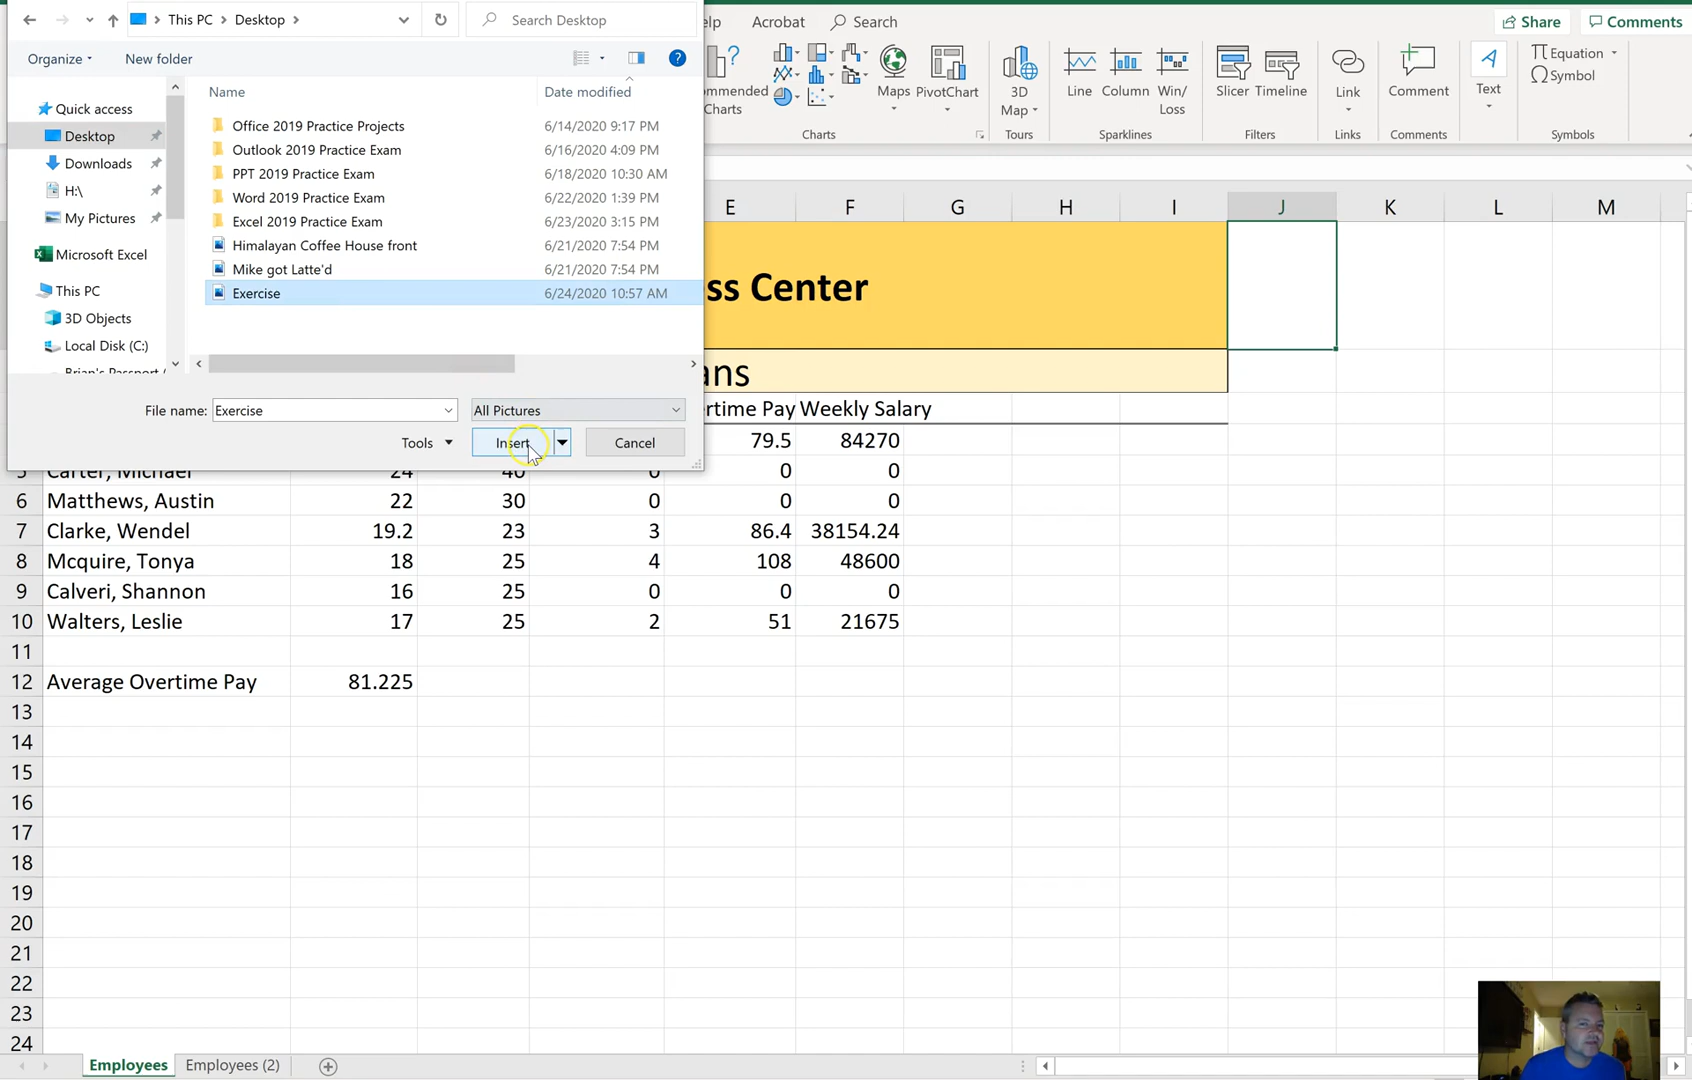 This PC > Desktop >
Search Desktop
Acrobat
Search
Share
Comments
Organize
New folder
Charts
Maps
PivotChart
3D
Map
Line
Column
Win/
Loss
Slicer
Timeline
Link
Comment
Text
Equation
Symbol
Charts
Tours
Sparklines
Filters
Links
Comments
Symbols
Quick access
Desktop
Downloads
H:\
My Pictures
Microsoft Excel
This PC
3D Objects
Local Disk (C:)
Name Date modified
Office 2019 Practice Projects 6/14/2020 9:17 PM
Outlook 2019 Practice Exam 6/16/2020 4:09 PM
PPT 2019 Practice Exam 6/18/2020 10:30 AM
Word 2019 Practice Exam 6/22/2020 1:39 PM
Excel 2019 Practice Exam 6/23/2020 3:15 PM
Himalayan Coffee House front 6/21/2020 7:54 PM
Mike got Latte'd 6/21/2020 7:54 PM
Exercise 6/24/2020 10:57 AM
File name: Exercise All Pictures
Tools Insert Cancel
E F G H I J K L M
ss Center
ans
rtime Pay Weekly Salary
79.5 84270
Carter, Michael 24 40 0 0 0
6 Matthews, Austin 22 30 0 0 0
7 Clarke, Wendel 19.2 23 3 86.4 38154.24
8 Mcquire, Tonya 18 25 4 108 48600
9 Calveri, Shannon 16 25 0 0 0
10 Walters, Leslie 17 25 2 51 21675
11
12 Average Overtime Pay 81.225
13
14
15
16
17
18
19
20
21
22
23
24
Employees Employees (2)